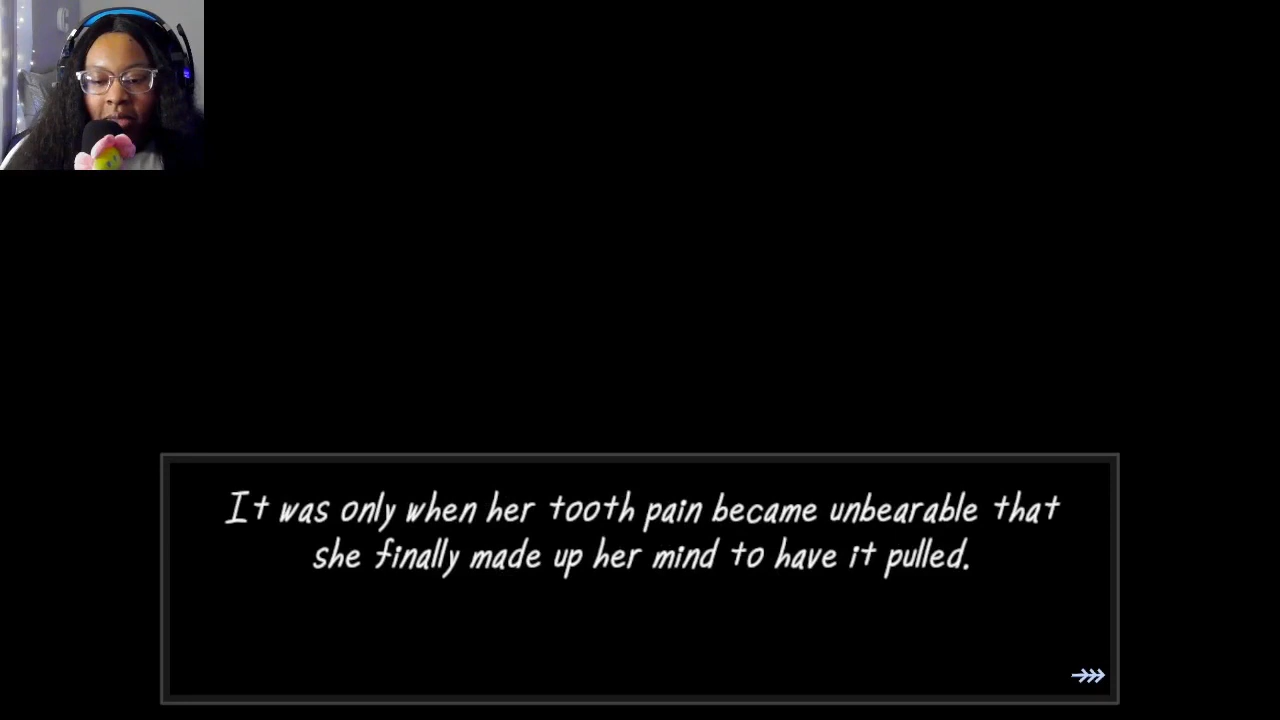 It was only when her tooth pain became unbearable that
she finally made up her mind to have it pulled.